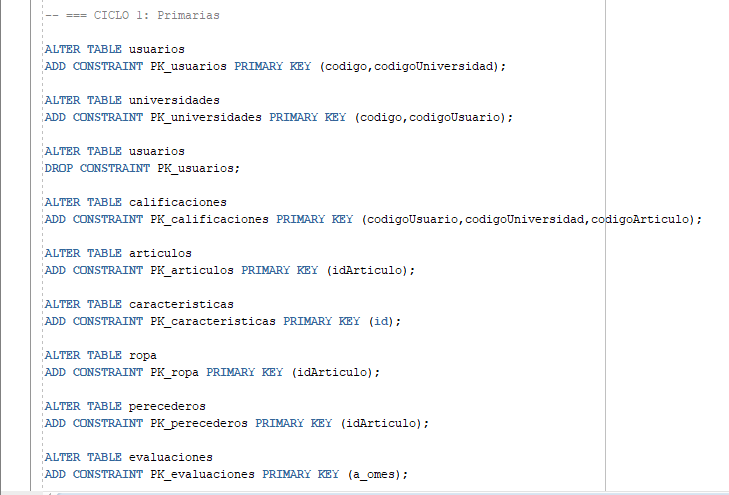 -- === CICLO 1: Primarias
ALTER TABLE usuarios
ADD CONSTRAINT PK_usuarios PRIMARY KEY (codigo,codigoUniversidad);
ALTER TABLE universidades
ADD CONSTRAINT PK_universidades PRIMARY KEY (codigo,codigoUsuario);
ALTER TABLE usuarios
DROP CONSTRAINT PK_usuarios;
ALTER TABLE calificaciones
ADD CONSTRAINT PK_calificaciones PRIMARY KEY (codigoUsuario,codigoUniversidad,codigoArticulo);
ALTER TABLE articulos
ADD CONSTRAINT PK_articulos PRIMARY KEY (idArticulo);
ALTER TABLE caracteristicas
ADD CONSTRAINT PK_caracteristicas PRIMARY KEY (id);
ALTER TABLE ropa
ADD CONSTRAINT PK_ropa PRIMARY KEY (idArticulo);
ALTER TABLE perecederos
ADD CONSTRAINT PK_perecederos PRIMARY KEY (idArticulo);
ALTER TABLE evaluaciones
ADD CONSTRAINT PK_evaluaciones PRIMARY KEY (a_omes);